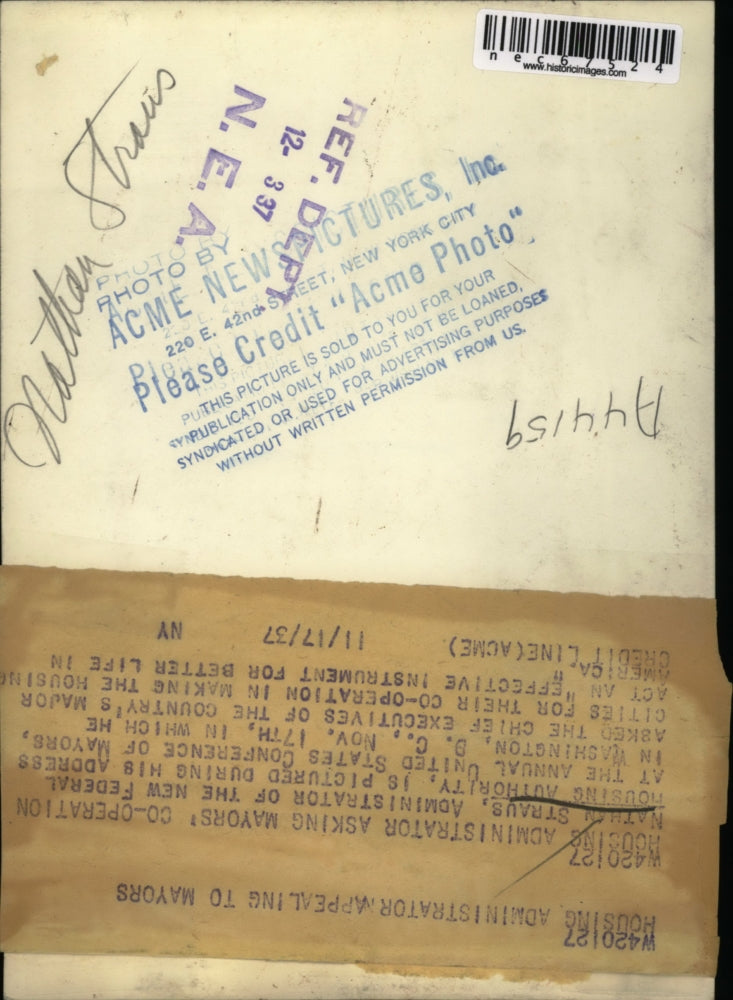 nec67524
www.historicimages.com
Nathan Straus
REF. DEPT
12- 3 37
N. E. A.
PHOTO BY
ACME NEWSPICTURES, Inc.
220 E. 42nd STREET, NEW YORK CITY
Please Credit "Acme Photo"
THIS PICTURE IS SOLD TO YOU FOR YOUR
PUBLICATION ONLY AND MUST NOT BE LOANED,
SYNDICATED OR USED FOR ADVERTISING PURPOSES
WITHOUT WRITTEN PERMISSION FROM US.
A44159
W420127
HOUSING ADMINISTRATOR APPEALING TO MAYORS
W420127
HOUSING ADMINISTRATOR ASKING MAYORS' CO-OPERATION
NATHAN STRAUS, ADMINISTRATOR OF THE NEW FEDERAL
HOUSING AUTHORITY, IS PICTURED DURING HIS ADDRESS
AT THE ANNUAL UNITED STATES CONFERENCE OF MAYORS,
IN WASHINGTON, D. C., NOV. 17TH, IN WHICH HE
ASKED THE CHIEF EXECUTIVES OF THE COUNTRY'S MAJOR
CITIES FOR THEIR CO-OPERATION IN MAKING THE HOUSING
ACT AN "EFFECTIVE INSTRUMENT FOR BETTER LIFE IN
AMERICA."
CREDIT LINE(ACME) 11/17/37 NY